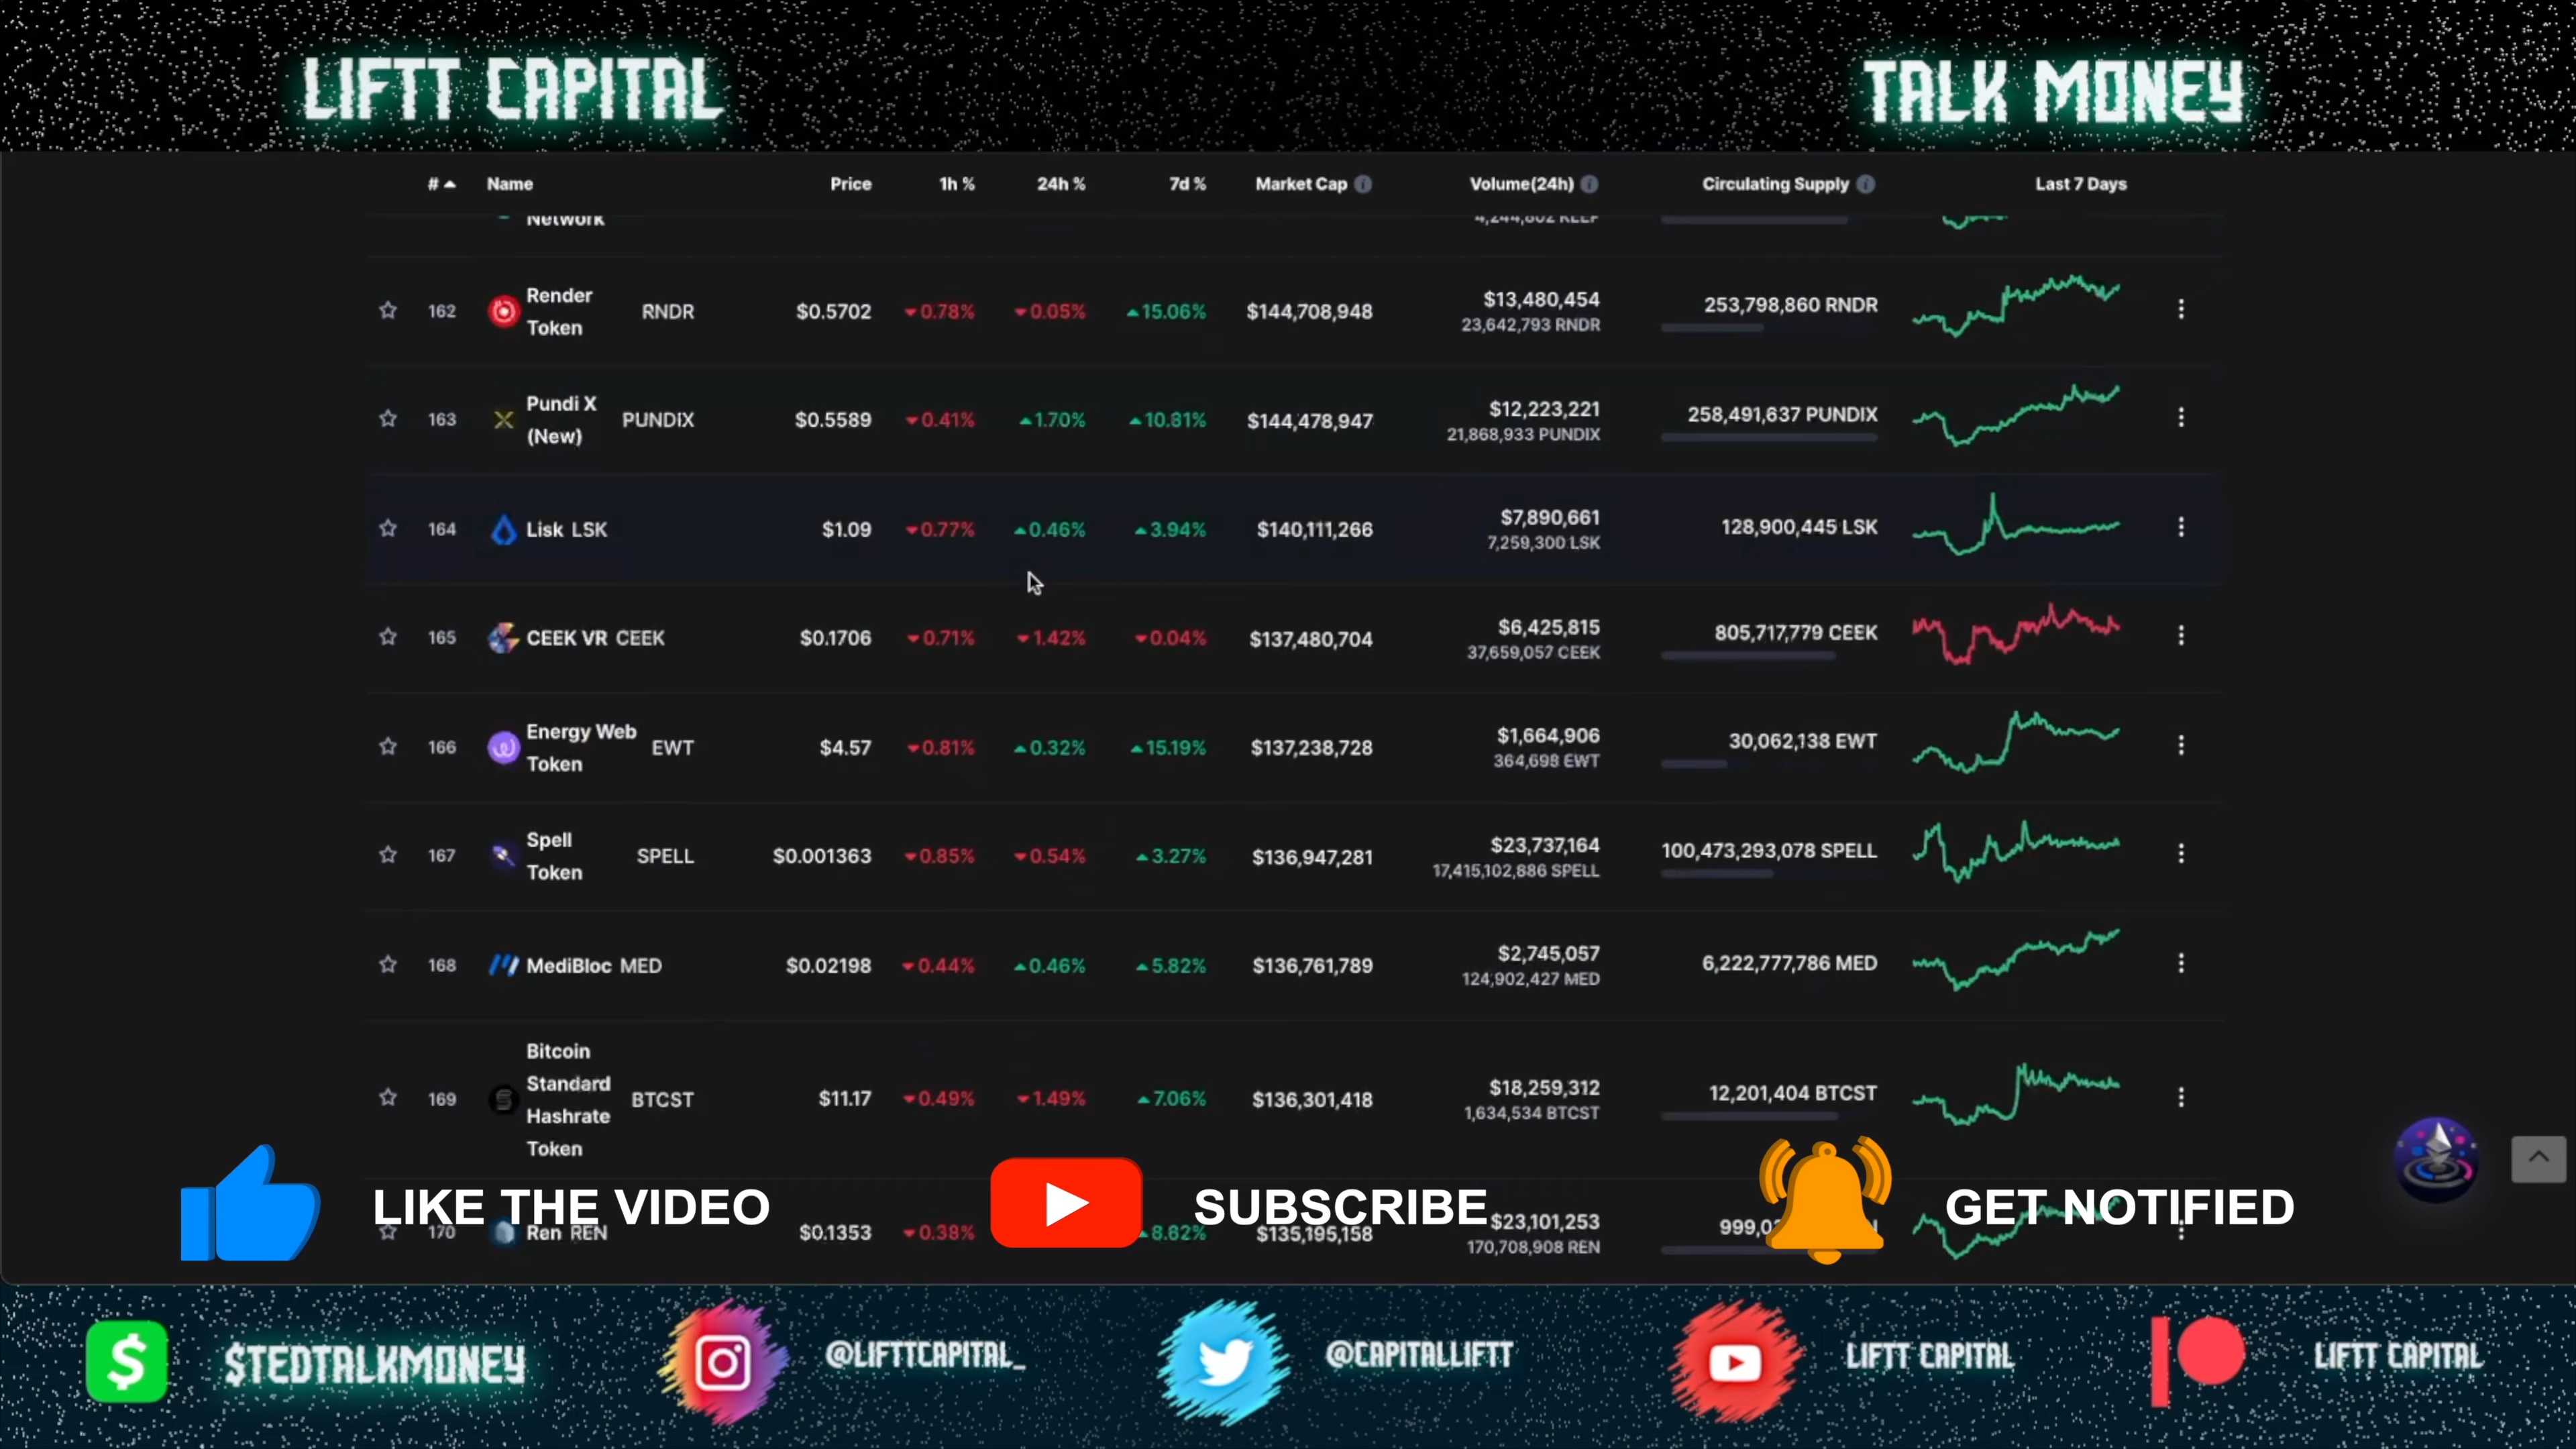 LIFTT CAPITAL
TALK MONEY
# Name Price 1h % 24h % 7d % Market Cap Volume(24h) Circulating Supply Last 7 Days
Network 4,244,802 KEEP
162 Render Token RNDR $0.5702 0.78% 0.05% 15.06% $144,708,948 $13,480,454 253,798,860 RNDR
23,642,793 RNDR
163 Pundi X (New) PUNDIX $0.5589 0.41% 1.70% 10.81% $144,478,947 $12,223,221 258,491,637 PUNDIX
21,868,933 PUNDIX
164 Lisk LSK $1.09 0.77% 0.46% 3.94% $140,111,266 $7,890,661 128,900,445 LSK
7,259,300 LSK
165 CEEK VR CEEK $0.1706 0.71% 1.42% 0.04% $137,480,704 $6,425,815 805,717,779 CEEK
37,659,057 CEEK
166 Energy Web Token EWT $4.57 0.81% 0.32% 15.19% $137,238,728 $1,664,906 30,062,138 EWT
364,698 EWT
167 Spell Token SPELL $0.001363 0.85% 0.54% 3.27% $136,947,281 $23,737,164 100,473,293,078 SPELL
17,415,102,886 SPELL
168 MediBloc MED $0.02198 0.44% 0.46% 5.82% $136,761,789 $2,745,057 6,222,777,786 MED
124,902,427 MED
169 Bitcoin Standard Hashrate Token BTCST $11.17 0.49% 1.49% 7.06% $136,301,418 $18,259,312 12,201,404 BTCST
1,634,534 BTCST
LIKE THE VIDEO SUBSCRIBE GET NOTIFIED
170 Ren REN $0.1353 0.38% 8.82% $135,195,158 $23,101,253
170,708,908 REN
$TEDTALKMONEY @LIFTTCAPITAL_ @CAPITALLIFTT LIFTT CAPITAL LIFTT CAPITAL